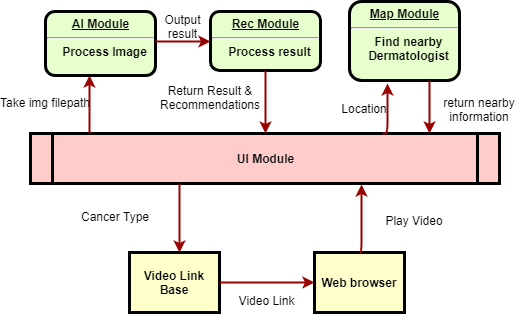 AI Module
Process Image
Output
result
Rec Module
Process result
Map Module
Find nearby
Dermatologist
Take img filepath
Return Result &
Recommendations
Location
return nearby
information
UI Module
Cancer Type
Play Video
Video Link
Base
Video Link
Web browser